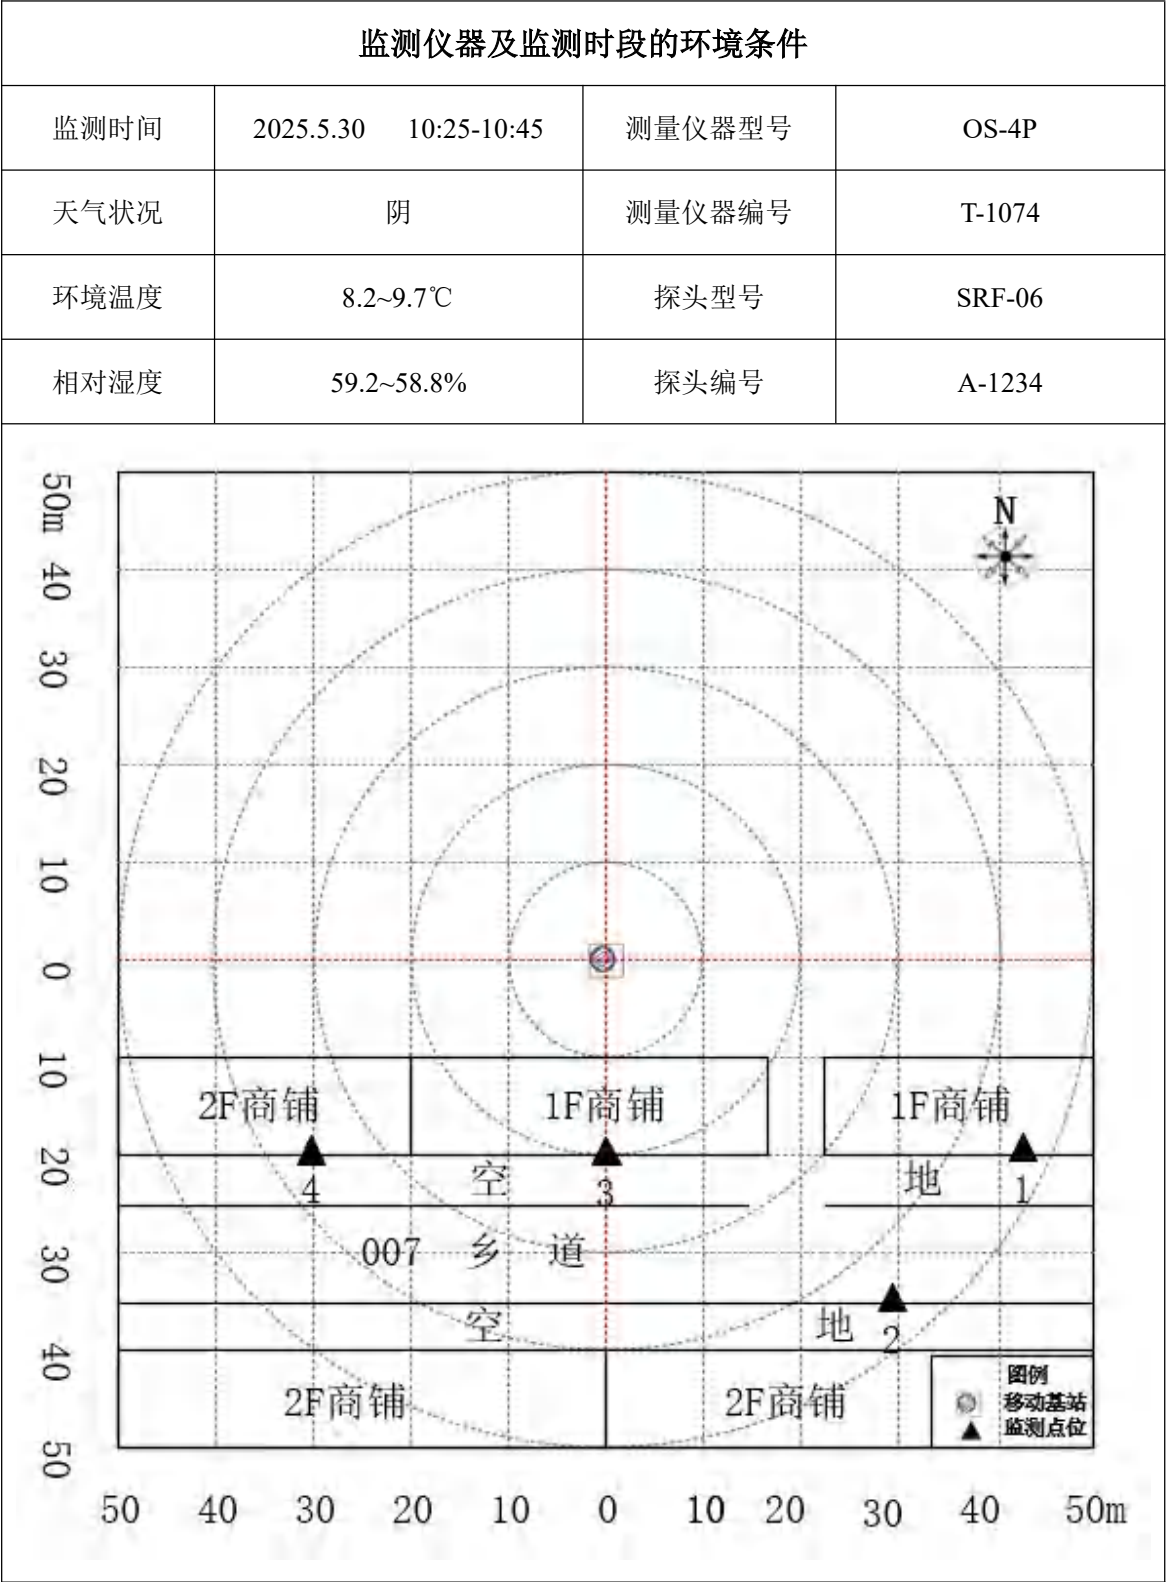 监测仪器及监测时段的环境条件
监测时间 2025.5.30 10:25-10:45 测量仪器型号 OS-4P
天气状况 阴 测量仪器编号 T-1074
环境温度 8.2~9.7℃ 探头型号 SRF-06
相对湿度 59.2~58.8% 探头编号 A-1234
50m
N
40
30
20
10
0
10
2F商铺 1F商铺 1F商铺
20
空 地
4 3 1
007 乡 道
30
空 地 2
40
图例
2F商铺 2F商铺 移动基站
监测点位
50
50 40 30 20 10 0 10 20 30 40 50m